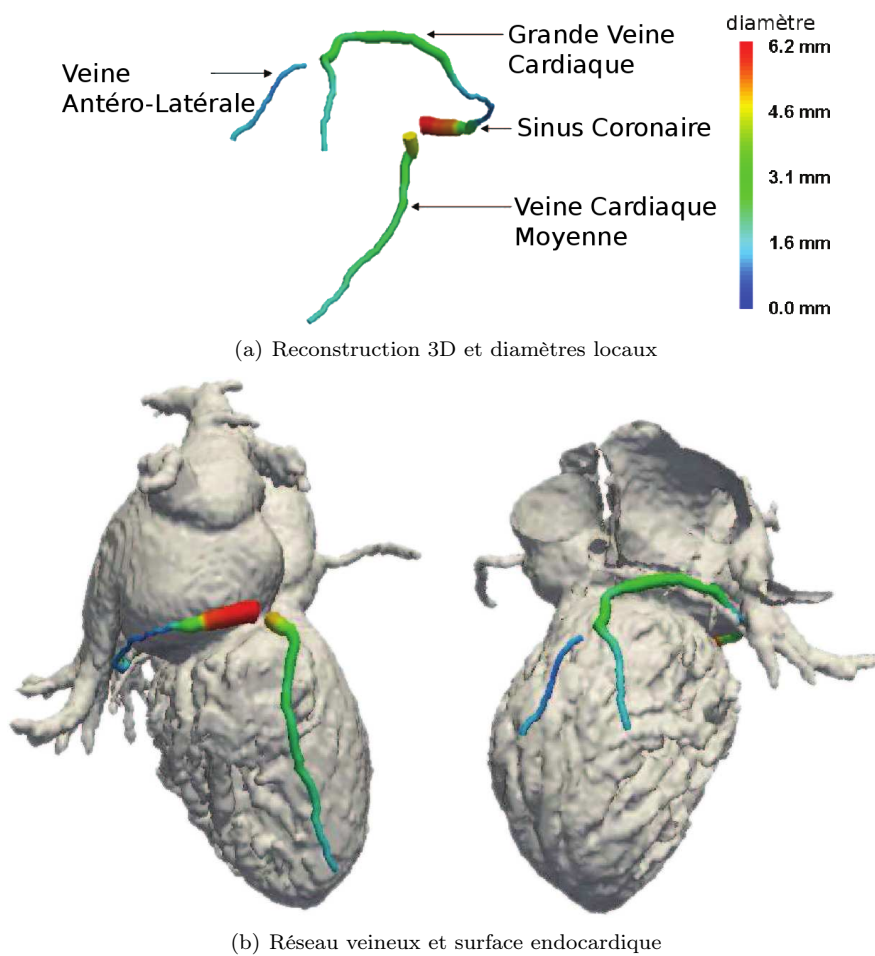 diamètre
Grande Veine
Cardiaque
6.2 mm
Veine
Antéro-Latérale
4.6 mm
Sinus Coronaire
3.1 mm
Veine Cardiaque
Moyenne
1.6 mm
0.0 mm
(a) Reconstruction 3D et diamètres locaux
(b) Réseau veineux et surface endocardique